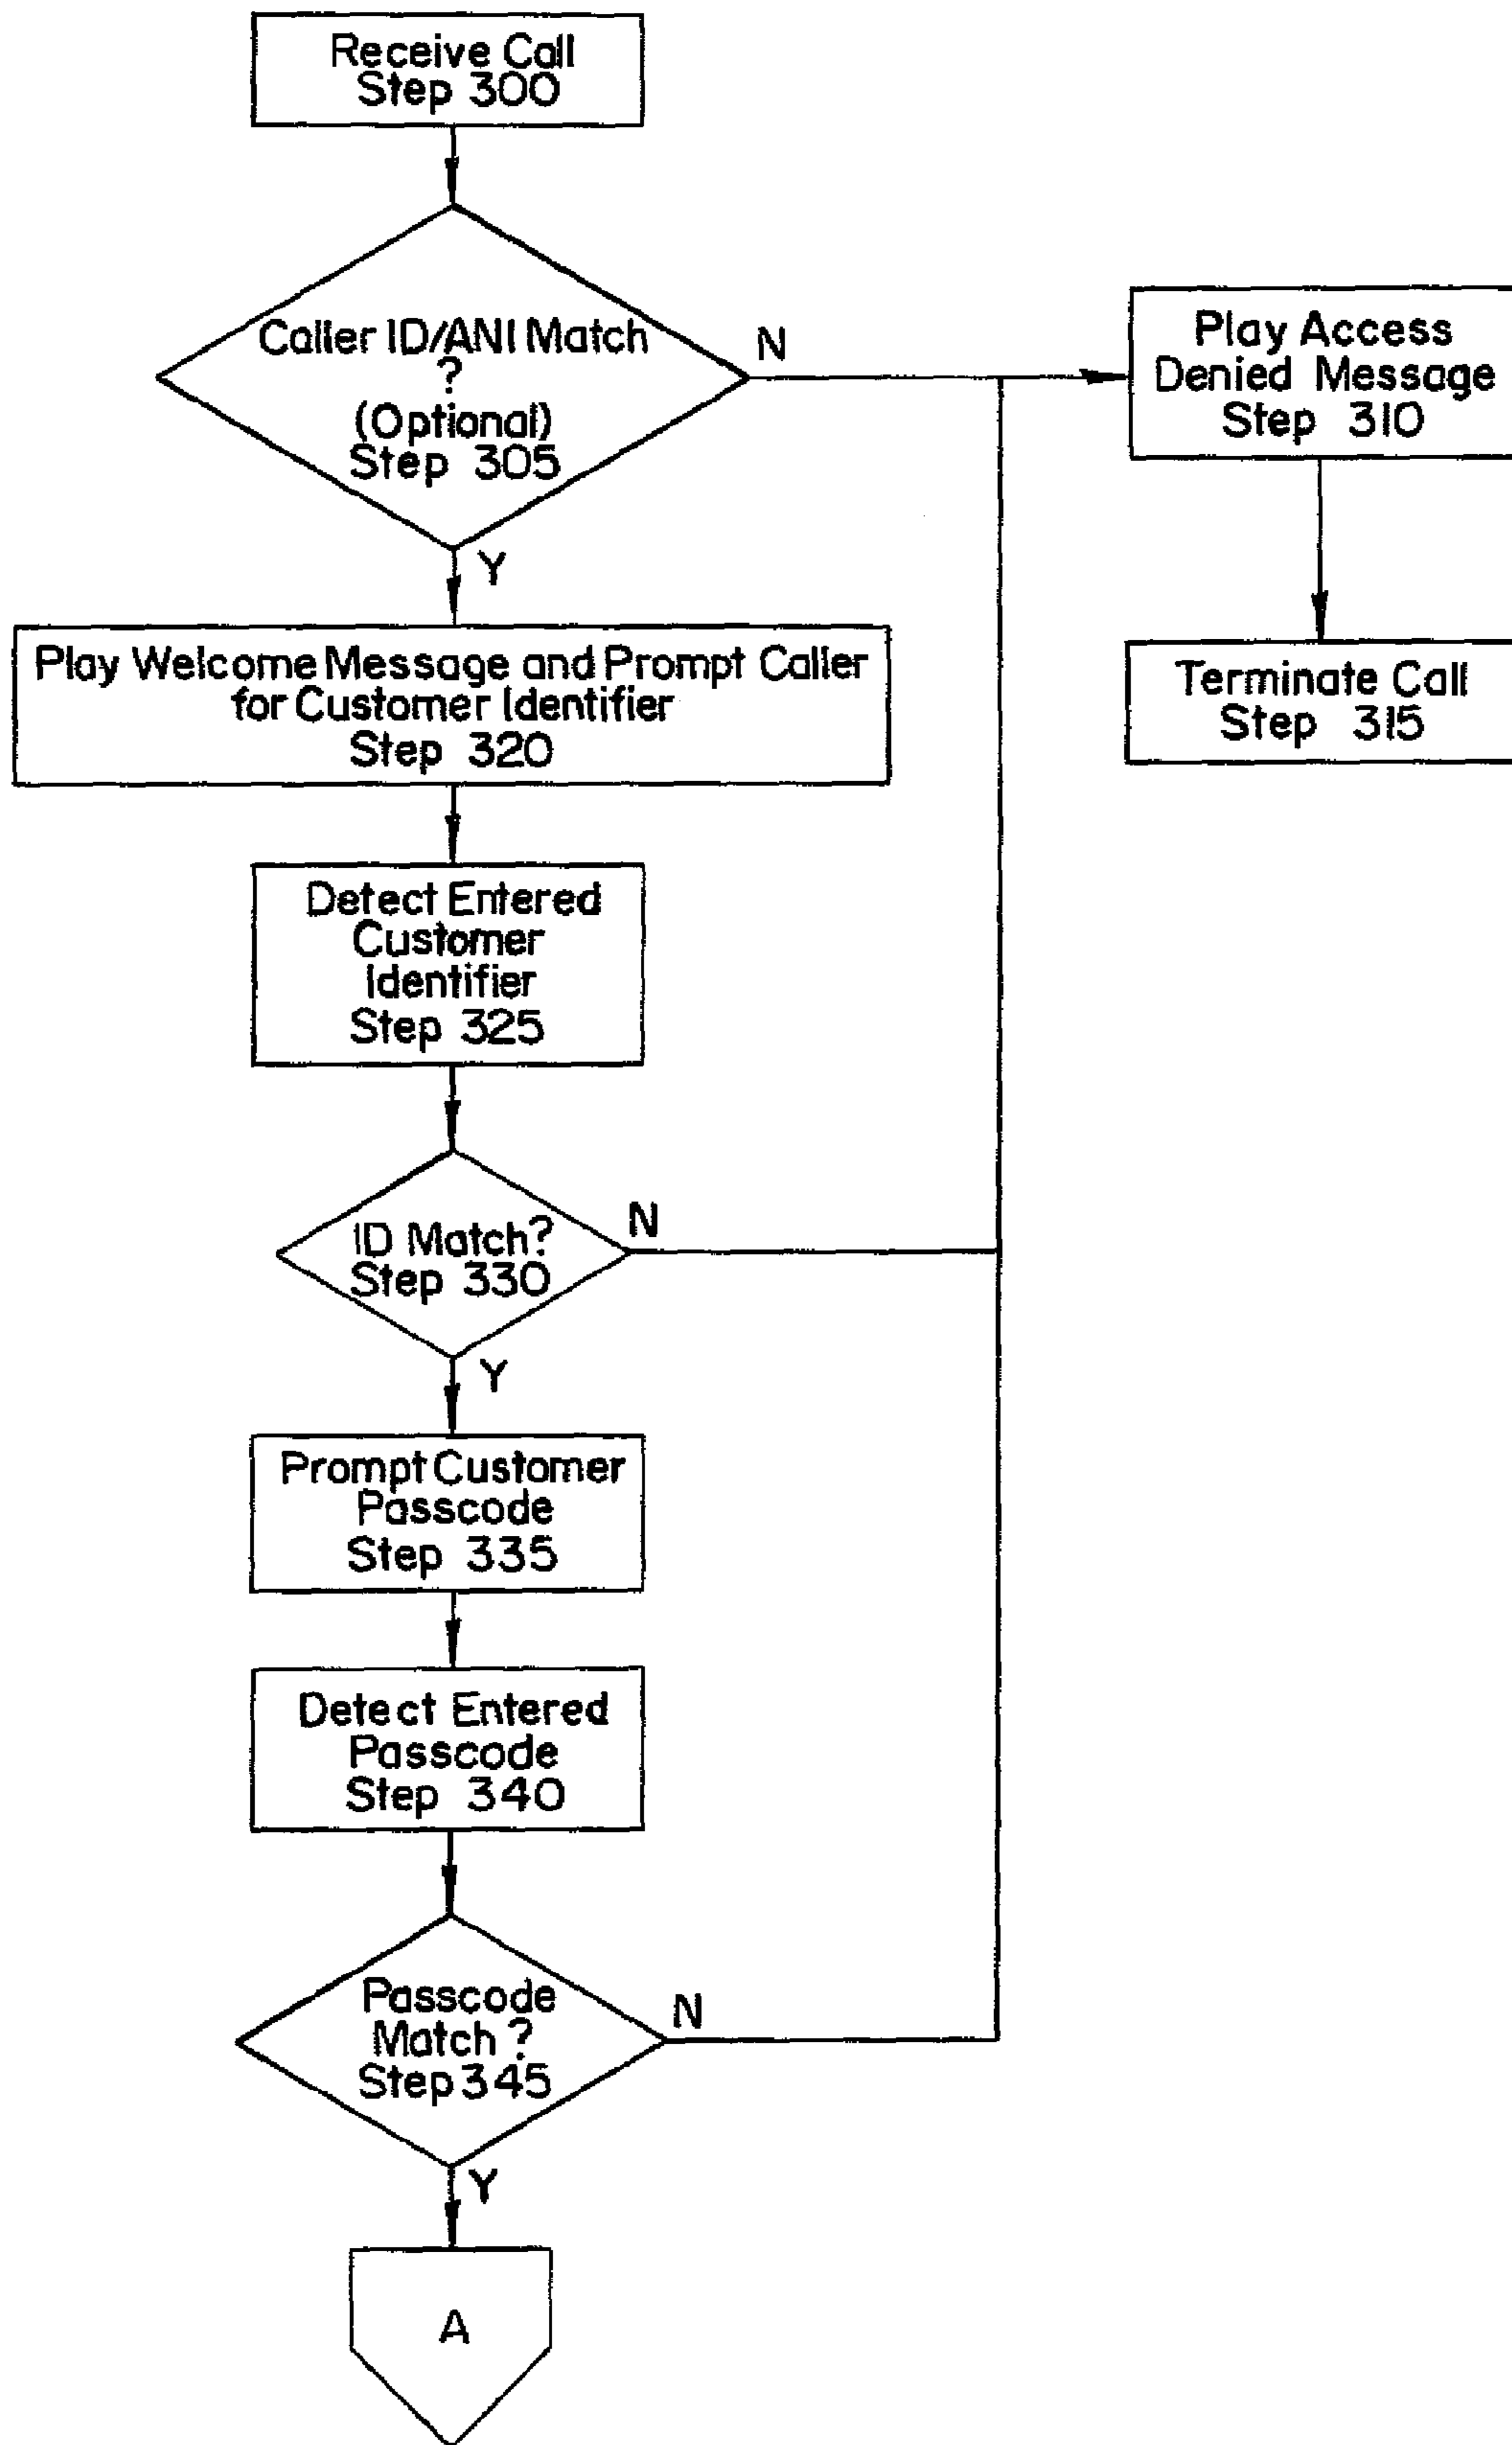 Receive Call
Step 300
Caller ID/ANI Match
?
(Optional)
Step 305
N
Y
Play Access
Denied Message
Step 310
Terminate Call
Step 315
Play Welcome Message and Prompt Caller
for Customer Identifier
Step 320
Detect Entered
Customer
Identifier
Step 325
ID Match?
Step 330
N
Y
Prompt Customer
Passcode
Step 335
Detect Entered
Passcode
Step 340
Passcode
Match ?
Step 345
N
Y
A